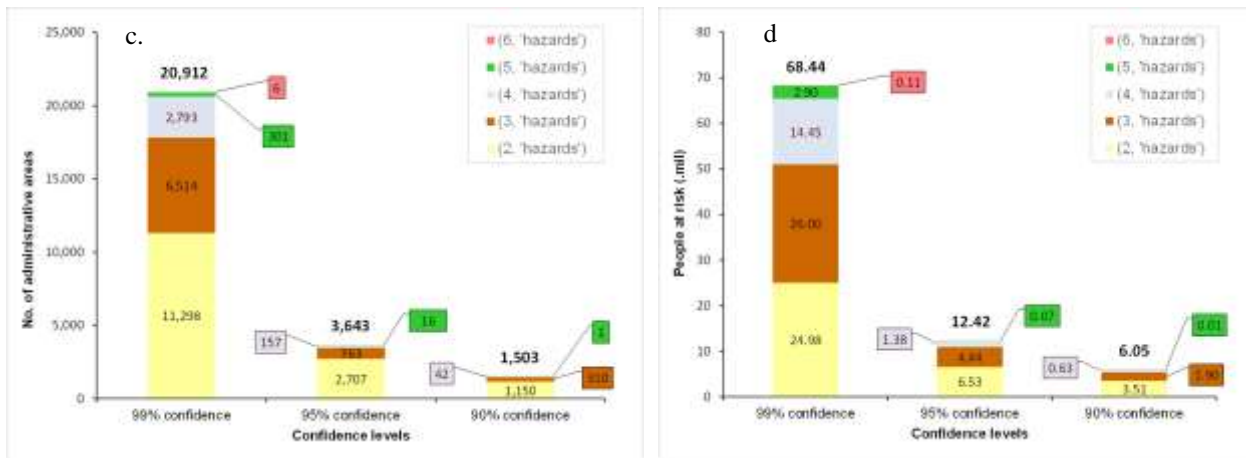 c.
25,000
20,000
15,000
10,000
5,000
0
No. of administrative areas
20,912
2,793
6,514
11,298
6
301
3,643
157
16
763
2,707
1,503
42
1
310
1,150
(6, 'hazards')
(5, 'hazards')
(4, 'hazards')
(3, 'hazards')
(2, 'hazards')
99% confidence
95% confidence
90% confidence
Confidence levels
d
80
70
60
50
40
30
20
10
0
People at risk (.mil)
68.44
2.90
14.45
26.00
24.98
0.11
12.42
1.38
0.07
4.44
6.53
6.05
0.63
0.01
1.90
3.51
(6, 'hazards')
(5, 'hazards')
(4, 'hazards')
(3, 'hazards')
(2, 'hazards')
99% confidence
95% confidence
90% confidence
Confidence levels